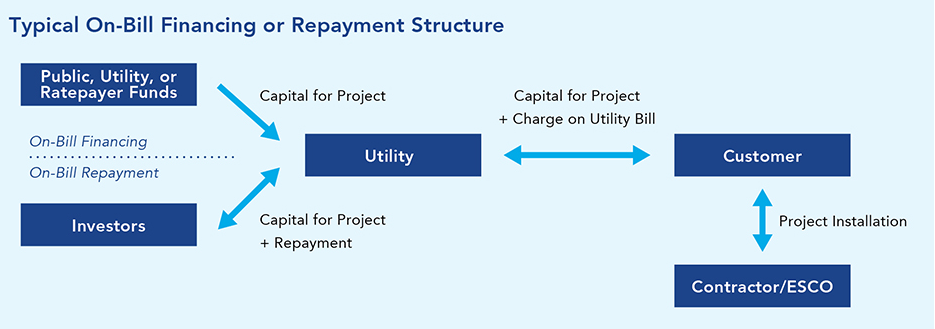 Typical On-Bill Financing or Repayment Structure
Public, Utility, or
Ratepayer Funds
Capital for Project
On-Bill Financing
On-Bill Repayment
Investors
Capital for Project
+ Repayment
Utility
Capital for Project
+ Charge on Utility Bill
Customer
Project Installation
Contractor/ESCO